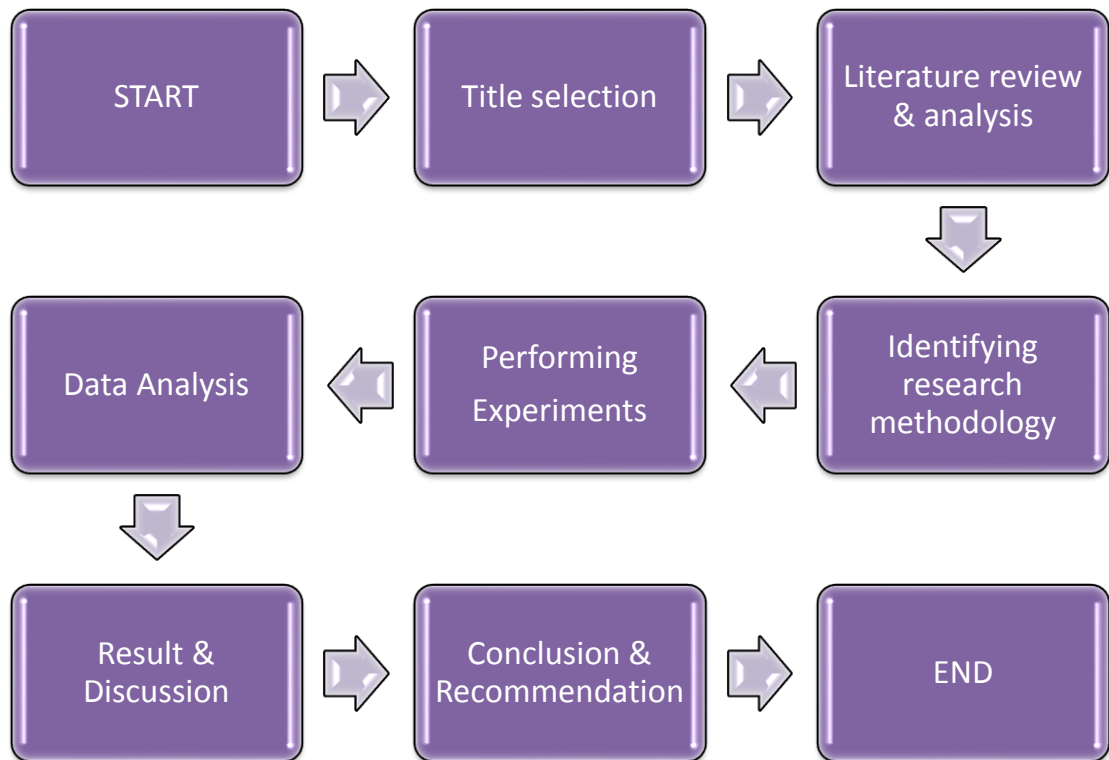 START
Title selection
Literature review
& analysis
Identifying
research
methodology
Performing
Experiments
Data Analysis
Result &
Discussion
Conclusion &
Recommendation
END